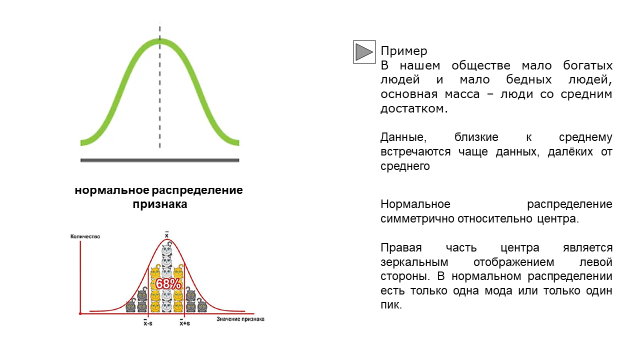 нормальное распределение
признака
Количество
x̄
68%
x̄-s
x̄+s
Значение признака
Пример
В нашем обществе мало богатых
людей и мало бедных людей,
основная масса – люди со средним
достатком.
Данные, близкие к среднему
встречаются чаще данных, далёких от
среднего
Нормальное распределение
симметрично относительно центра.
Правая часть центра является
зеркальным отображением левой
стороны. В нормальном распределении
есть только одна мода или только один
пик.